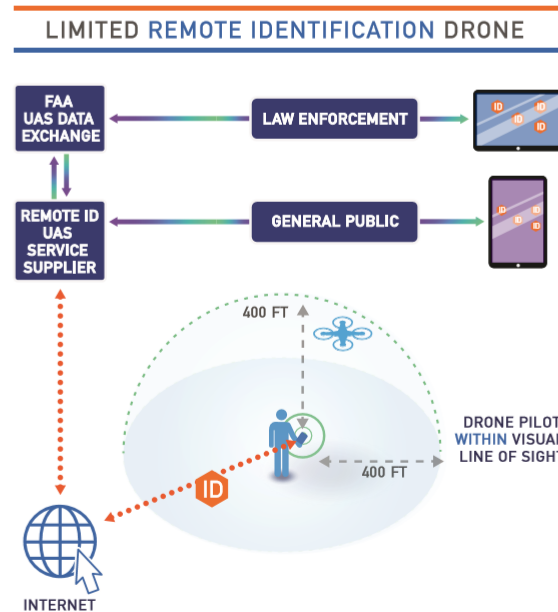 LIMITED REMOTE IDENTIFICATION DRONE
FAA
UAS DATA
EXCHANGE
LAW ENFORCEMENT
ID
ID
ID
ID
REMOTE ID
UAS
SERVICE
SUPPLIER
GENERAL PUBLIC
ID
ID
ID
ID
400 FT
DRONE PILOT
WITHIN VISUAL
LINE OF SIGHT
400 FT
ID
INTERNET